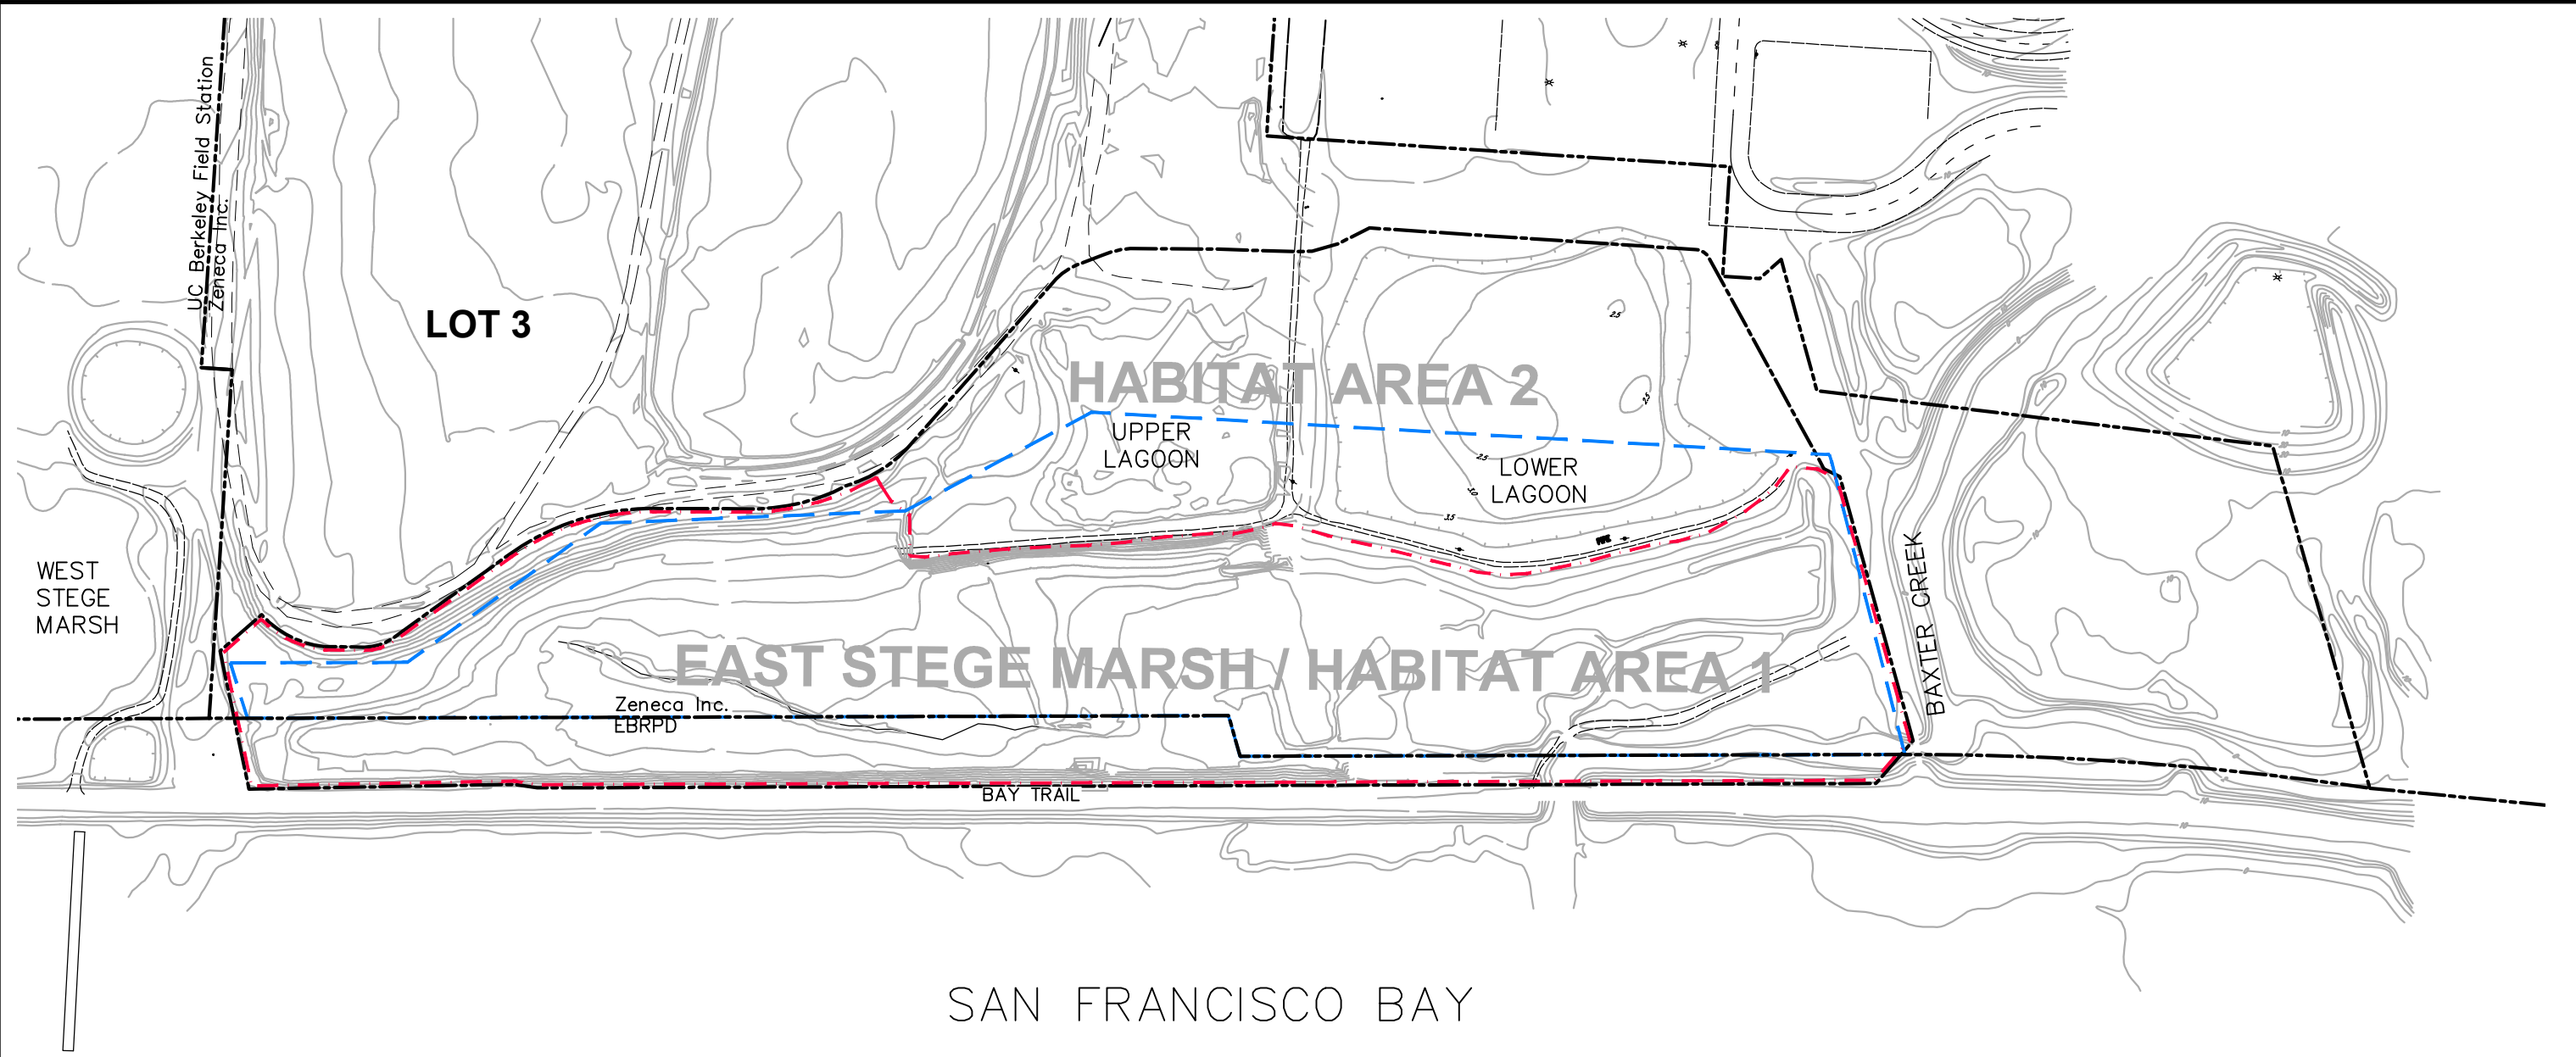 UC Berkeley Field Station
Zeneca Inc.
LOT 3
HABITAT AREA 2
UPPER
LAGOON
LOWER
LAGOON
WEST
STEGE
MARSH
BAXTER CREEK
EAST STEGE MARSH / HABITAT AREA 1
Zeneca Inc.
EBRPD
BAY TRAIL
SAN FRANCISCO BAY